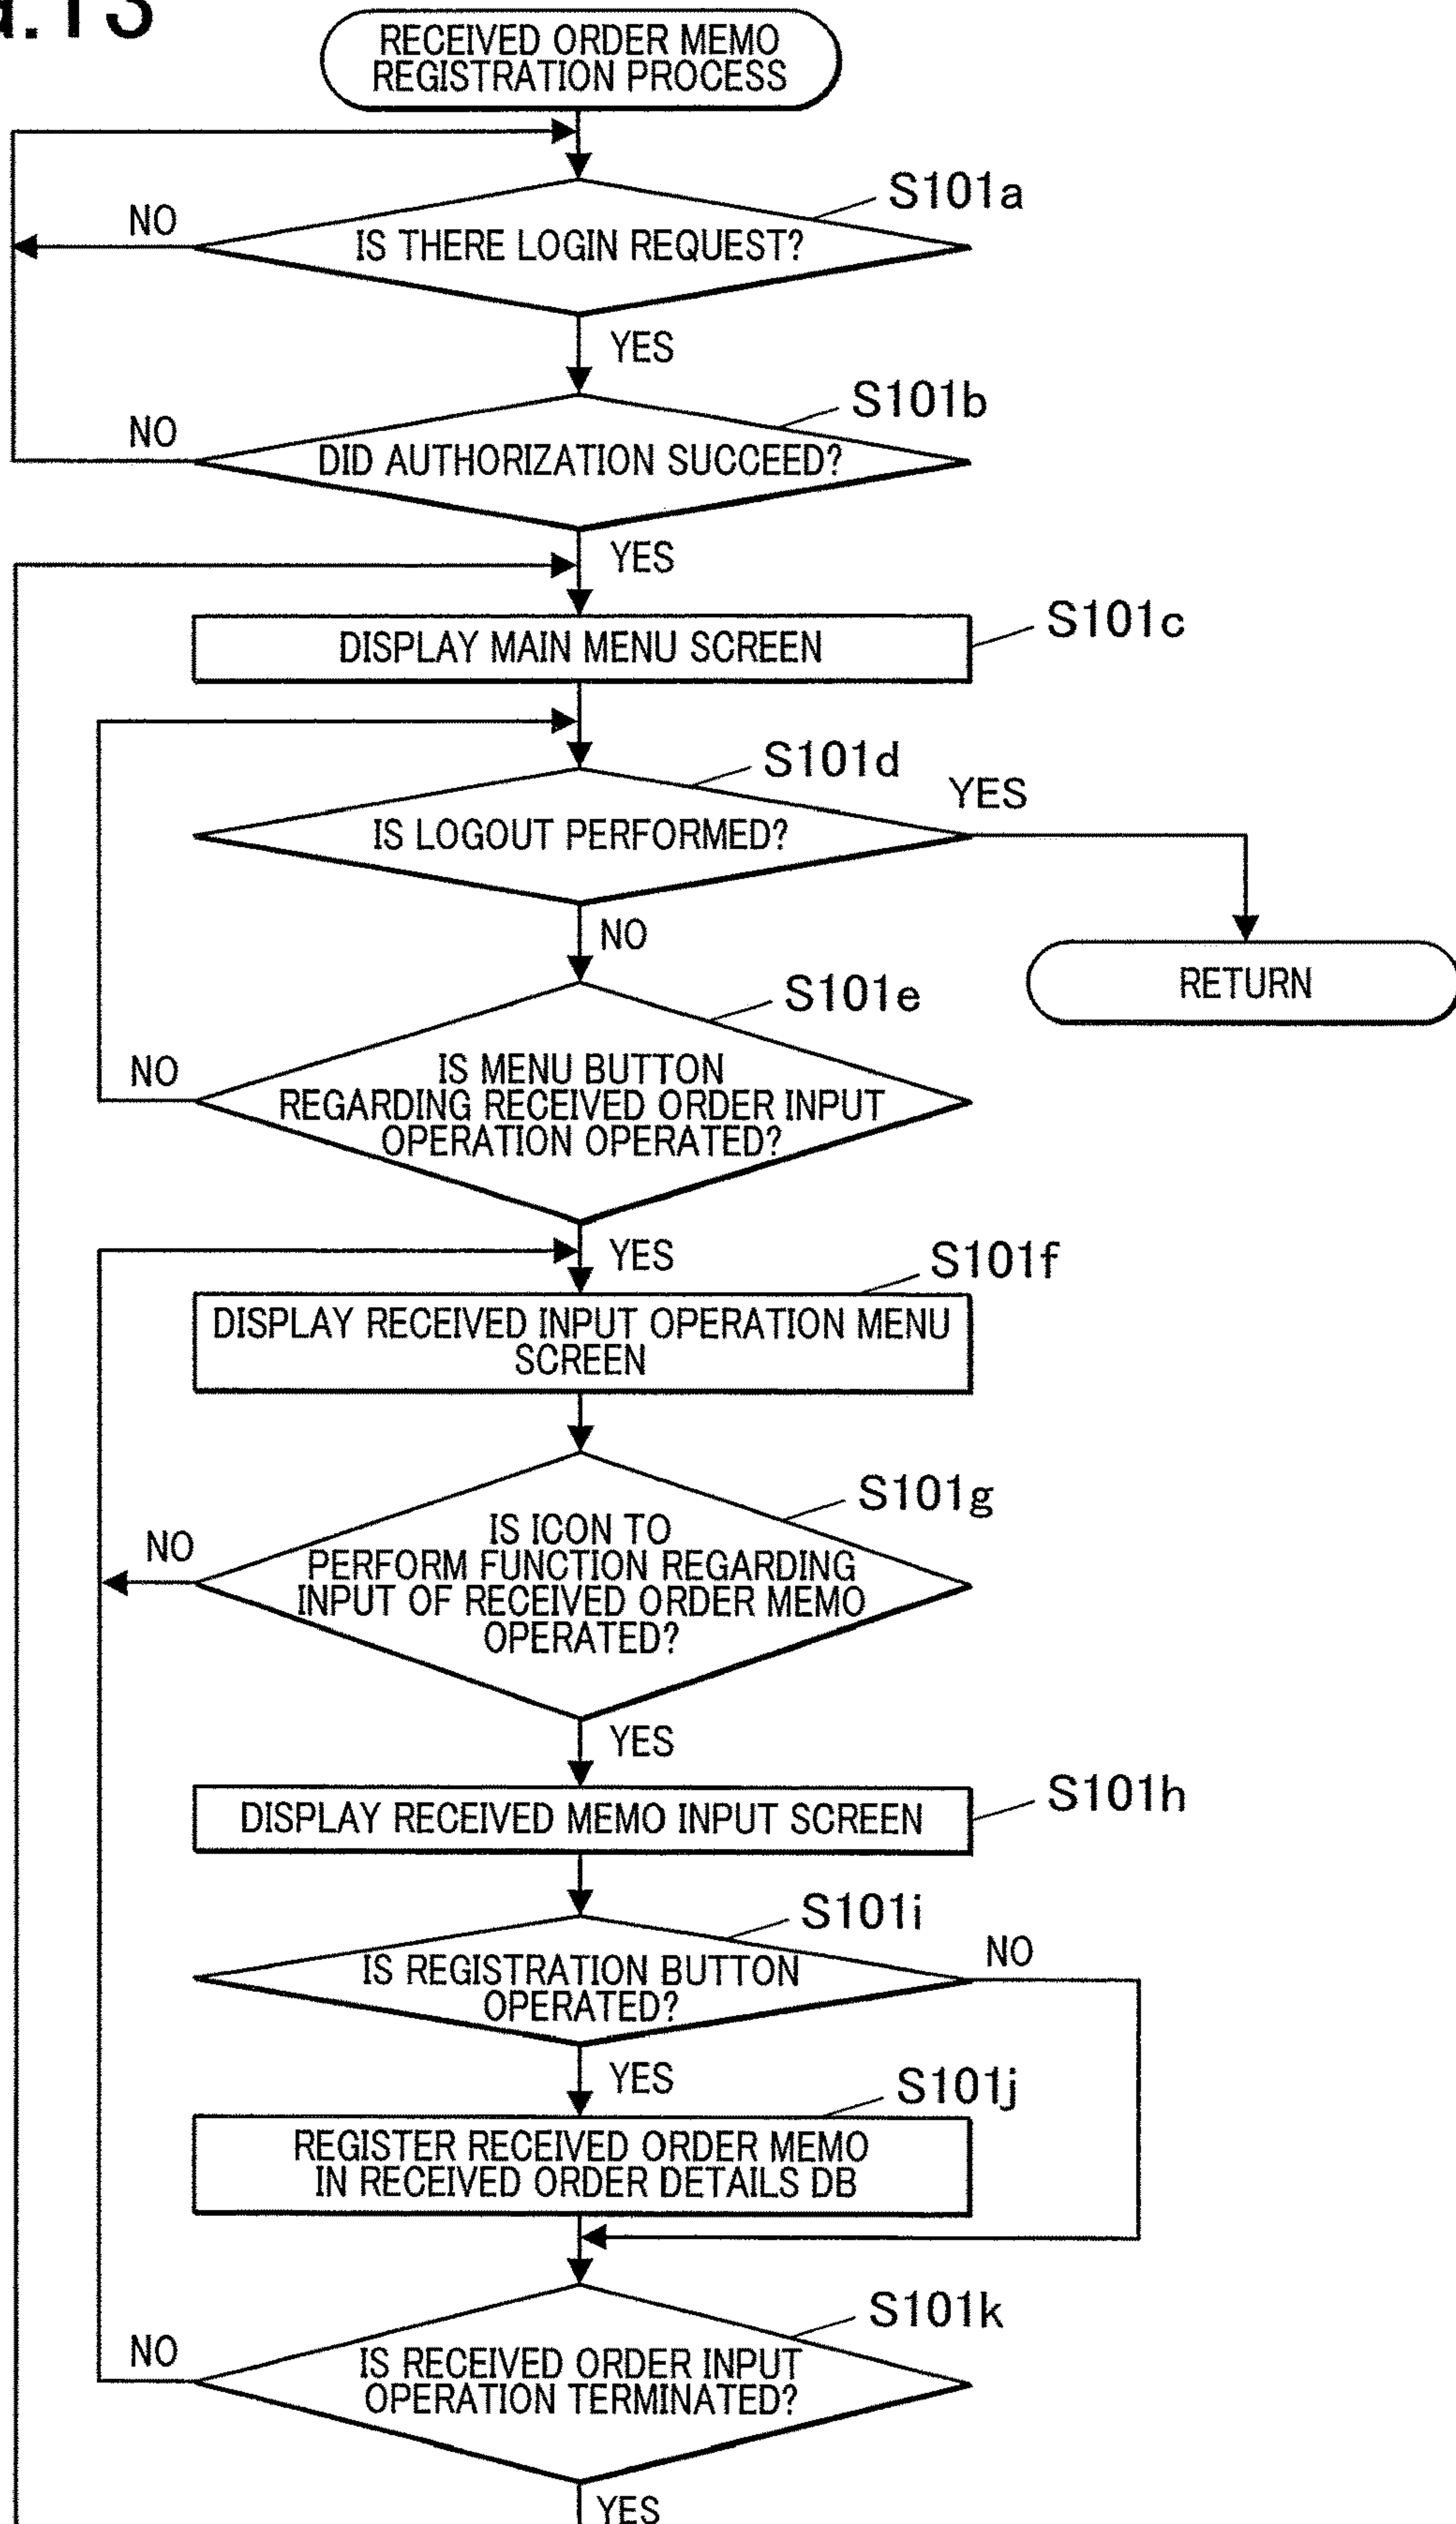 .13
RECEIVED ORDER MEMO
REGISTRATION PROCESS
S101a
NO
IS THERE LOGIN REQUEST?
YES
S101b
NO
DID AUTHORIZATION SUCCEED?
YES
S101c
DISPLAY MAIN MENU SCREEN
S101d
YES
IS LOGOUT PERFORMED?
NO
RETURN
S101e
NO
IS MENU BUTTON
REGARDING RECEIVED ORDER INPUT
OPERATION OPERATED?
YES
S101f
DISPLAY RECEIVED INPUT OPERATION MENU
SCREEN
S101g
NO
IS ICON TO
PERFORM FUNCTION REGARDING
INPUT OF RECEIVED ORDER MEMO
OPERATED?
YES
S101h
DISPLAY RECEIVED MEMO INPUT SCREEN
S101i
NO
IS REGISTRATION BUTTON
OPERATED?
YES
S101j
REGISTER RECEIVED ORDER MEMO
IN RECEIVED ORDER DETAILS DB
S101k
NO
IS RECEIVED ORDER INPUT
OPERATION TERMINATED?
YES